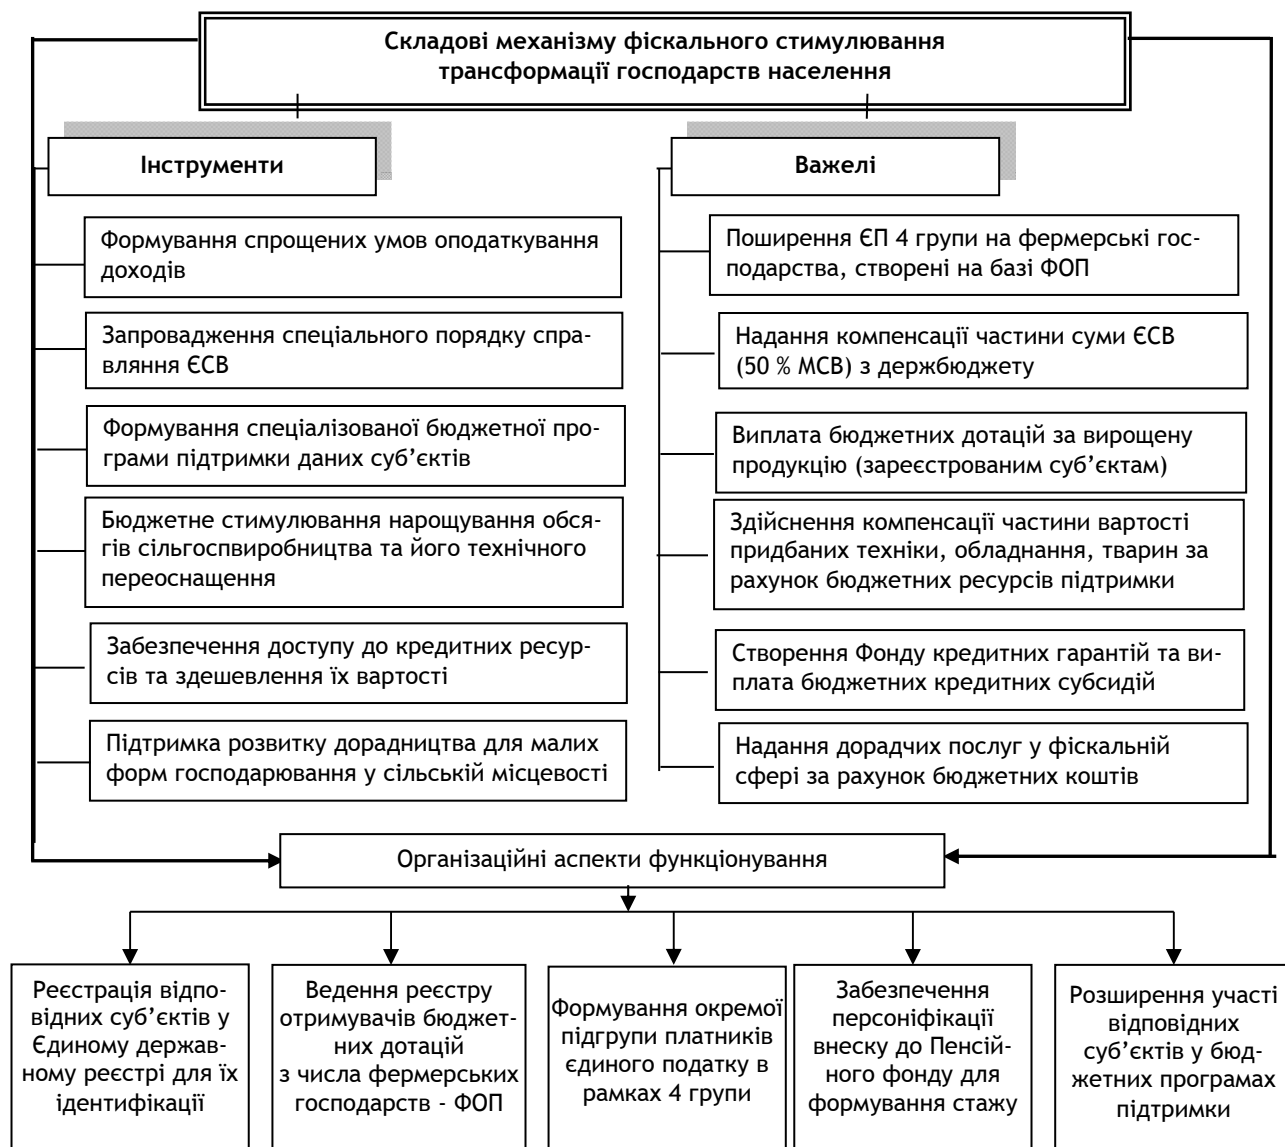 Складові механізму фіскального стимулювання
трансформації господарств населення
Інструменти
Формування спрощених умов оподаткування
доходів
Запровадження спеціального порядку спра-
вляння ЄСВ
Формування спеціалізованої бюджетної про-
грами підтримки даних суб’єктів
Бюджетне стимулювання нарощування обся-
гів сільгоспвиробництва та його технічного
переоснащення
Забезпечення доступу до кредитних ресур-
сів та здешевлення їх вартості
Підтримка розвитку дорадництва для малих
форм господарювання у сільській місцевості
Важелі
Поширення ЄП 4 групи на фермерські гос-
подарства, створені на базі ФОП
Надання компенсації частини суми ЄСВ
(50 % МСВ) з держбюджету
Виплата бюджетних дотацій за вирощену
продукцію (зареєстрованим суб’єктам)
Здійснення компенсації частини вартості
придбаних техніки, обладнання, тварин за
рахунок бюджетних ресурсів підтримки
Створення Фонду кредитних гарантій та ви-
плата бюджетних кредитних субсидій
Надання дорадчих послуг у фіскальній
сфері за рахунок бюджетних коштів
Організаційні аспекти функціонування
Реєстрація відпо-
відних суб’єктів у
Єдиному держав-
ному реєстрі для їх
ідентифікації
Ведення реєстру
отримувачів бюджет-
них дотацій
з числа фермерських
господарств - ФОП
Формування окремої
підгрупи платників
єдиного податку в
рамках 4 групи
Забезпечення
персоніфікації
внеску до Пенсій-
ного фонду для
формування стажу
Розширення участі
відповідних
суб’єктів у бюд-
жетних програмах
підтримки